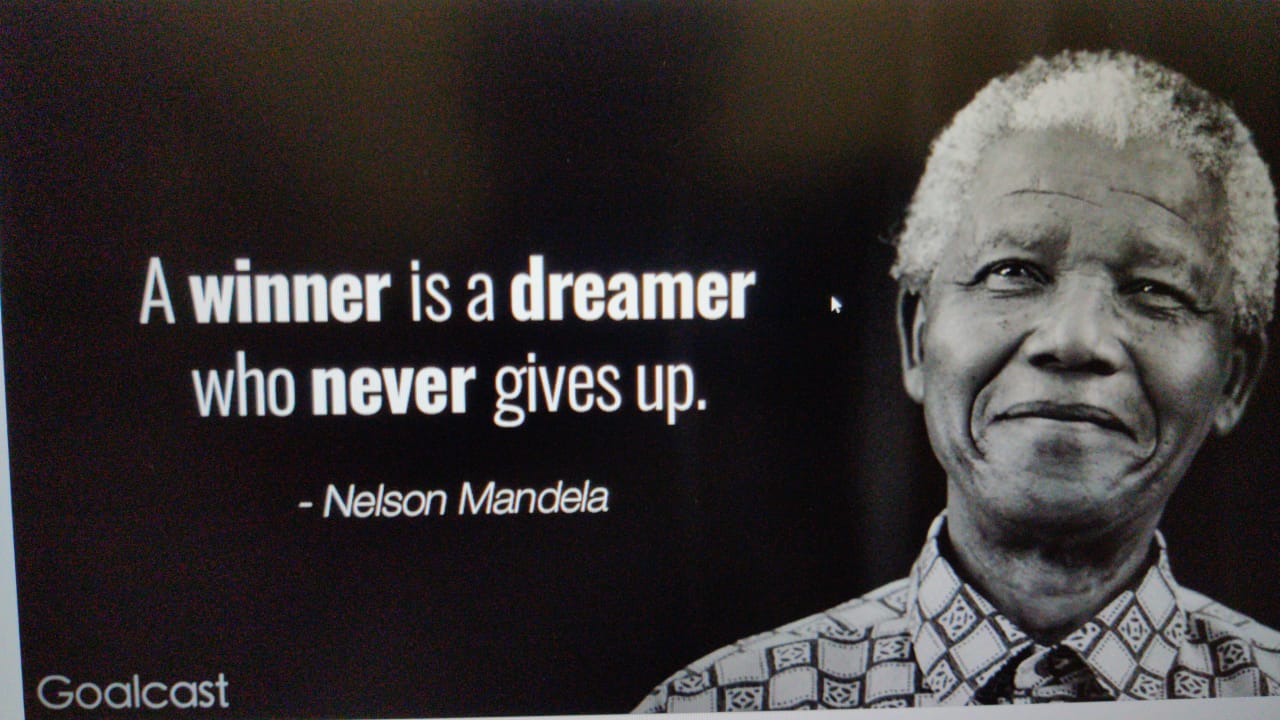 A winner is a dreamer
who never gives up.
- Nelson Mandela
Goalcast